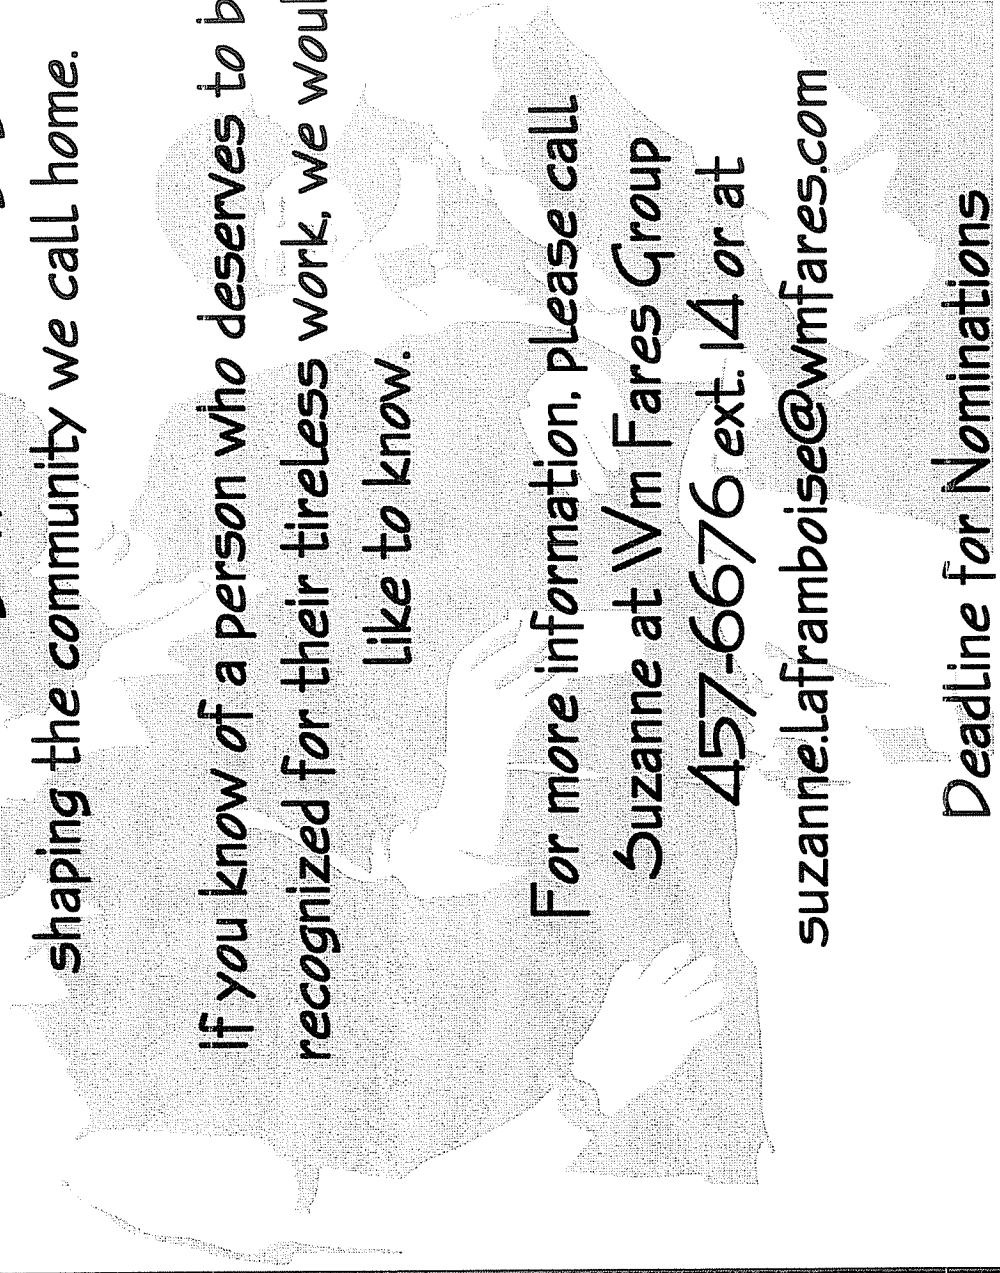 shaping the community we call home.
If you know of a person who deserves to b
recognized for their tireless work, we woul
like to know.
For more information, please call
Suzanne at Wm Fares Group
457-6676 ext. 14 or at
suzanne.laframboise@wmfares.com
Deadline for Nominations